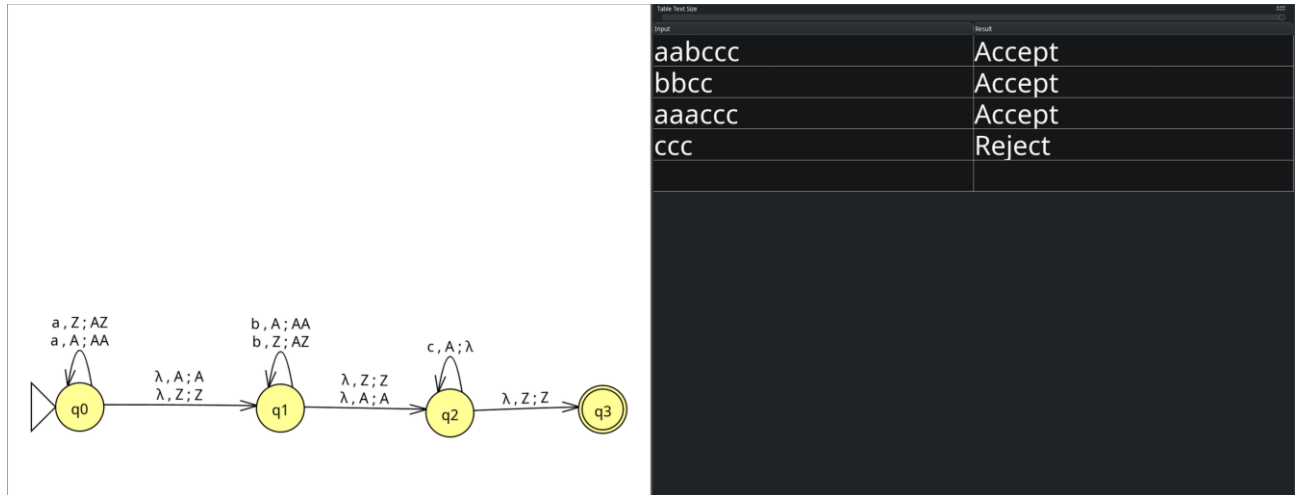 Table Text Size
Input Result
aabccc Accept
bbcc Accept
aaaccc Accept
ccc Reject
a , Z ; AZ
a , A ; AA
q0
λ , A ; A
λ , Z ; Z
b , A ; AA
b , Z ; AZ
q1
λ , Z ; Z
λ , A ; A
c , A ; λ
q2
λ , Z ; Z
q3